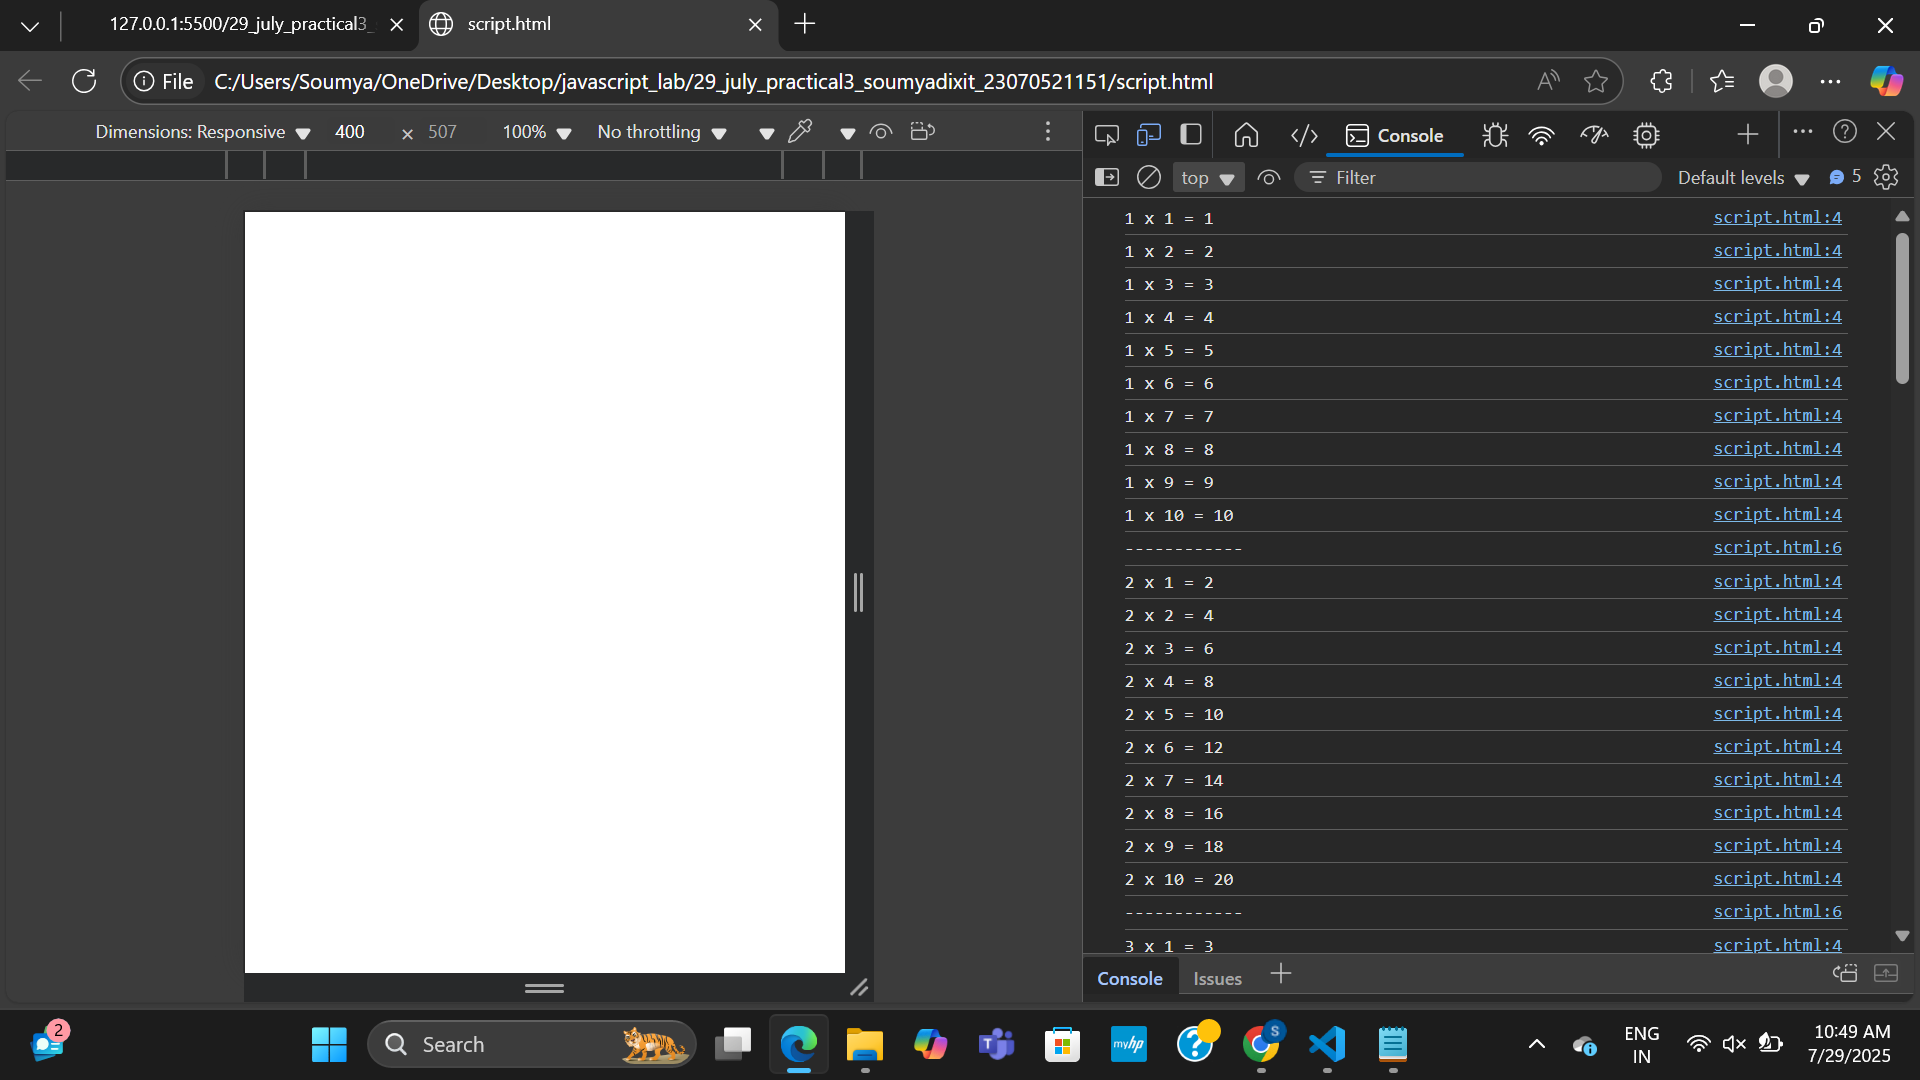 127.0.0.1:5500/29_july_practical3_
script.html
File
C:/Users/Soumya/OneDrive/Desktop/javascript_lab/29_july_practical3_soumyadixit_23070521151/script.html
Dimensions: Responsive 400 × 507 100% No throttling
Console
top
Filter
Default levels
5
1 x 1 = 1 script.html:4
1 x 2 = 2 script.html:4
1 x 3 = 3 script.html:4
1 x 4 = 4 script.html:4
1 x 5 = 5 script.html:4
1 x 6 = 6 script.html:4
1 x 7 = 7 script.html:4
1 x 8 = 8 script.html:4
1 x 9 = 9 script.html:4
1 x 10 = 10 script.html:4
------------ script.html:6
2 x 1 = 2 script.html:4
2 x 2 = 4 script.html:4
2 x 3 = 6 script.html:4
2 x 4 = 8 script.html:4
2 x 5 = 10 script.html:4
2 x 6 = 12 script.html:4
2 x 7 = 14 script.html:4
2 x 8 = 16 script.html:4
2 x 9 = 18 script.html:4
2 x 10 = 20 script.html:4
------------ script.html:6
3 x 1 = 3 script.html:4
Console Issues
2
Search
myhp
S
ENG
IN
10:49 AM
7/29/2025